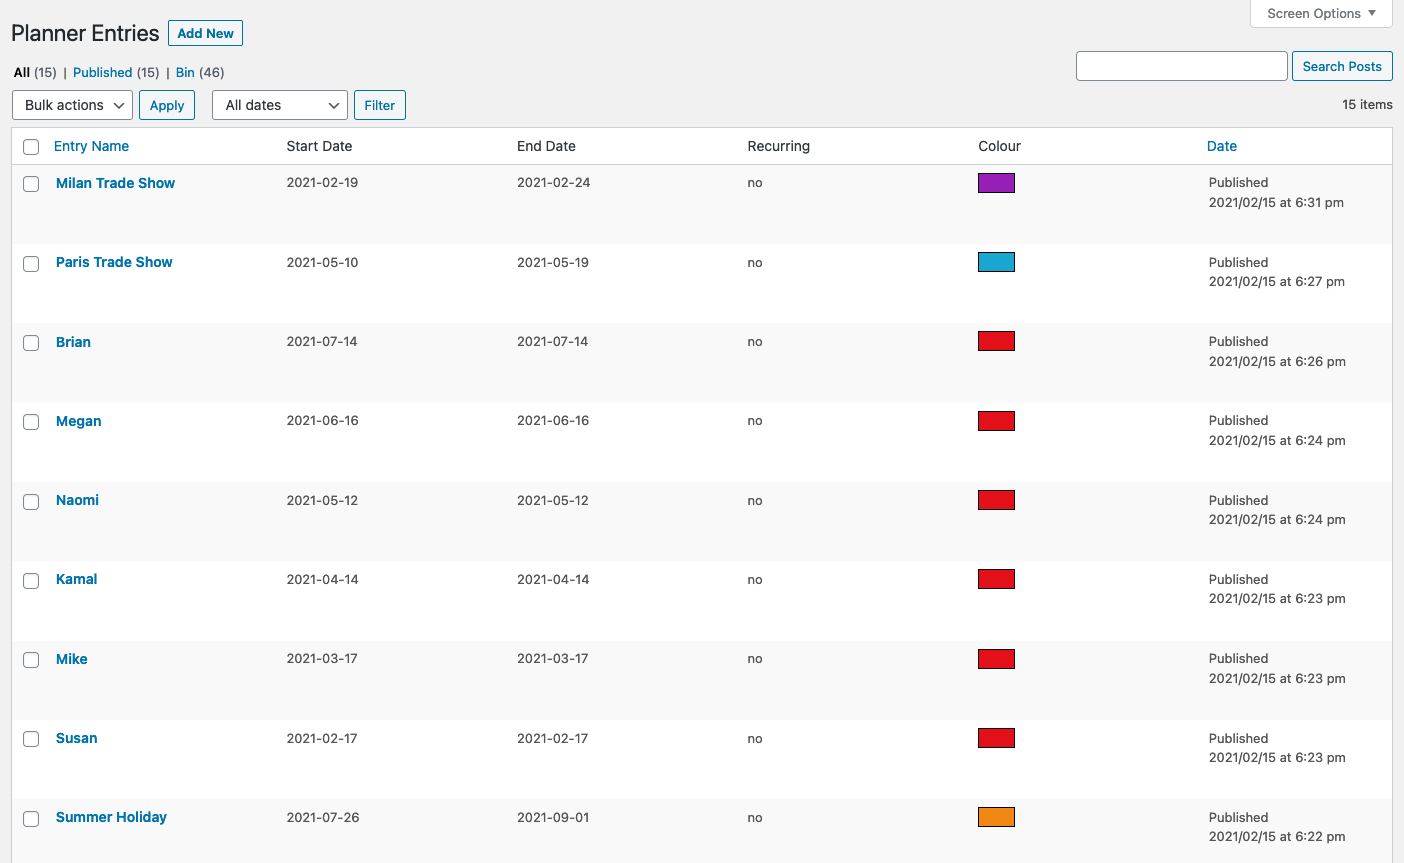 Screen Options ▼
Planner Entries Add New
All (15) | Published (15) | Bin (46)
Search Posts
Bulk actions Apply All dates Filter 15 items
Entry Name Start Date End Date Recurring Colour Date
Milan Trade Show 2021-02-19 2021-02-24 no Published
2021/02/15 at 6:31 pm
Paris Trade Show 2021-05-10 2021-05-19 no Published
2021/02/15 at 6:27 pm
Brian 2021-07-14 2021-07-14 no Published
2021/02/15 at 6:26 pm
Megan 2021-06-16 2021-06-16 no Published
2021/02/15 at 6:24 pm
Naomi 2021-05-12 2021-05-12 no Published
2021/02/15 at 6:24 pm
Kamal 2021-04-14 2021-04-14 no Published
2021/02/15 at 6:23 pm
Mike 2021-03-17 2021-03-17 no Published
2021/02/15 at 6:23 pm
Susan 2021-02-17 2021-02-17 no Published
2021/02/15 at 6:23 pm
Summer Holiday 2021-07-26 2021-09-01 no Published
2021/02/15 at 6:22 pm